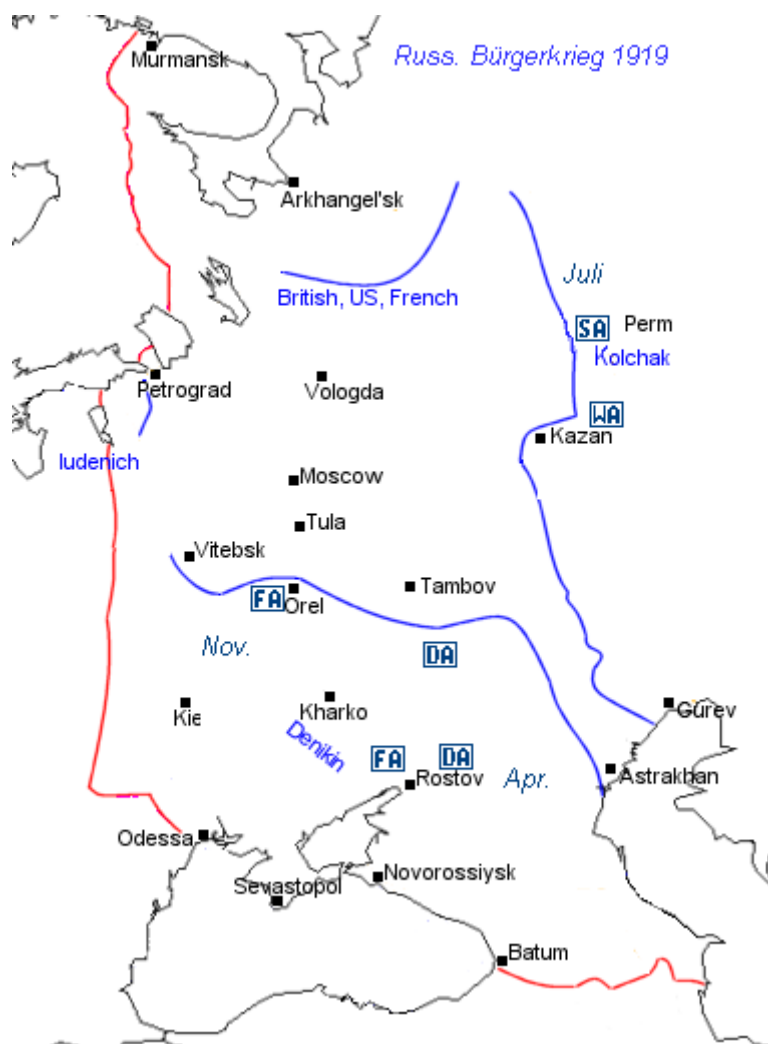 Murmansk
Russ. Bürgerkrieg 1919
Arkhangel'sk
Juli
British, US, French
SA
Perm
Kolchak
Petrograd
Vologda
WA
Kazan
Iudenich
Moscow
Tula
Vitebsk
Tambov
FA
Orel
Nov.
DA
Kie
Kharko
Gurev
Denikin
FA
DA
Rostov
Apr.
Astrakhan
Odessa
Sevastopol
Novorossiysk
Batum